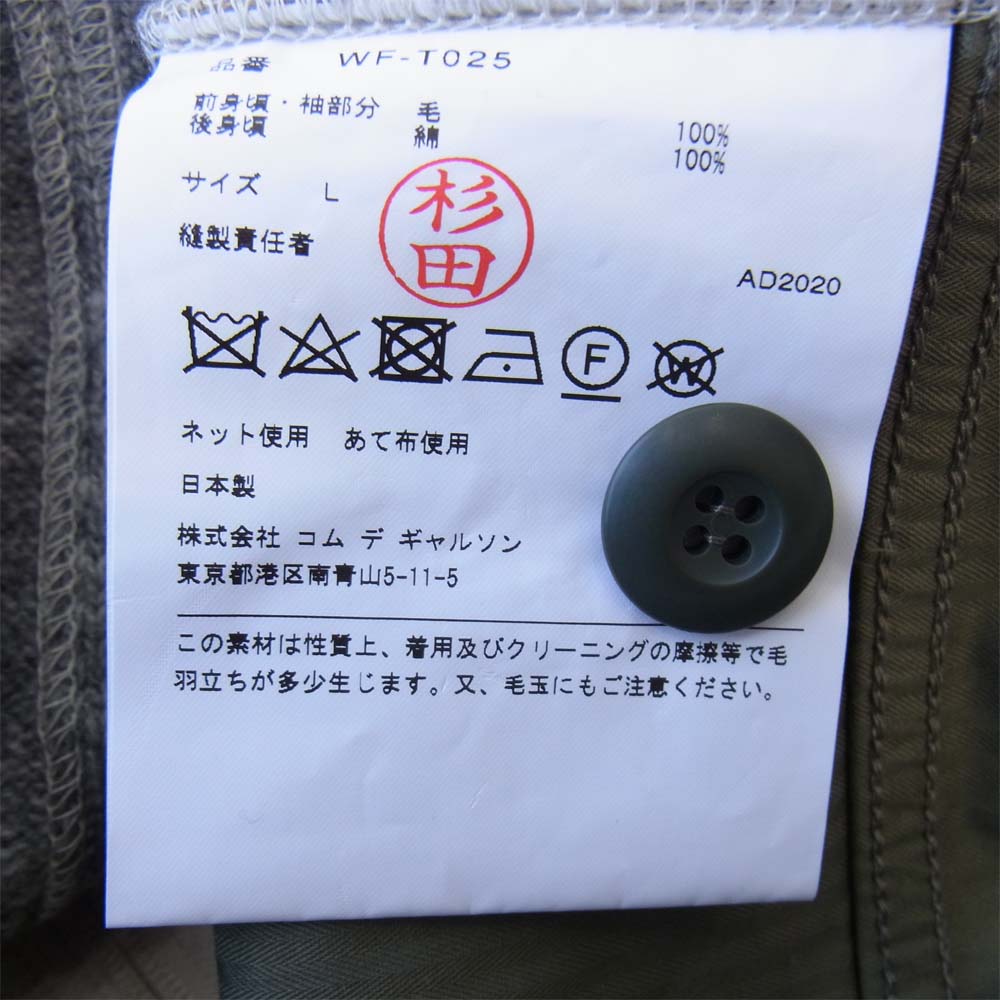 品番 WF-T025
前身頃・袖部分 毛 100%
後身頃 綿 100%
サイズ L
縫製責任者 杉田
AD2020
F
W
ネット使用 あて布使用
日本製
株式会社 コム デ ギャルソン
東京都港区南青山5-11-5
この素材は性質上、着用及びクリーニングの摩擦等で毛
羽立ちが多少生じます。又、毛玉にもご注意ください。